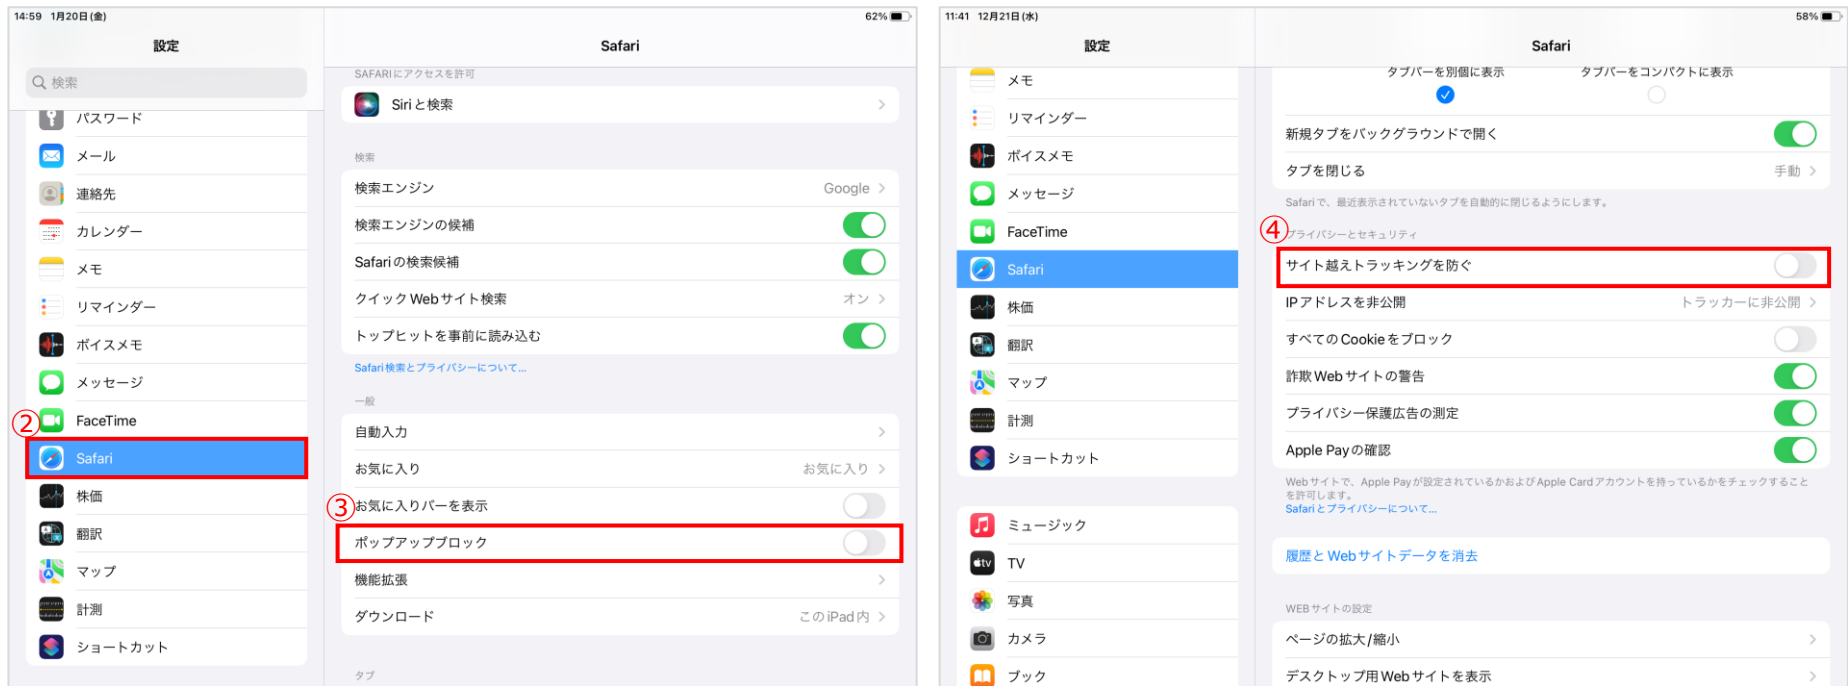 14:59 1月20日(金)
62%
設定
Safari
検索
パスワード
メール
連絡先
カレンダー
メモ
リマインダー
ボイスメモ
メッセージ
②
FaceTime
Safari
株価
翻訳
マップ
計測
ショートカット
SAFARIにアクセスを許可
Siriと検索
検索
検索エンジン Google
検索エンジンの候補
Safariの検索候補
クイックWebサイト検索 オン
トップヒットを事前に読み込む
Safari検索とプライバシーについて...
一般
自動入力
お気に入り お気に入り
③
お気に入りバーを表示
ポップアップブロック
機能拡張
ダウンロード このiPad内
タブ
11:41 12月21日(水)
58%
設定
Safari
メモ
リマインダー
ボイスメモ
メッセージ
FaceTime
Safari
株価
翻訳
マップ
計測
ショートカット
ミュージック
tv
TV
写真
カメラ
ブック
タブバーを別個に表示 タブバーをコンパクトに表示
新規タブをバックグラウンドで開く
タブを閉じる 手動
Safariで、最近表示されていないタブを自動的に閉じるようにします。
④
プライバシーとセキュリティ
サイト越えトラッキングを防ぐ
IPアドレスを非公開 トラッカーに非公開
すべてのCookieをブロック
詐欺Webサイトの警告
プライバシー保護広告の測定
Apple Payの確認
Webサイトで、Apple Payが設定されているかおよびApple Cardアカウントを持っているかをチェックすること
を許可します。
Safariとプライバシーについて...
履歴とWebサイトデータを消去
WEBサイトの設定
ページの拡大/縮小
デスクトップ用Webサイトを表示